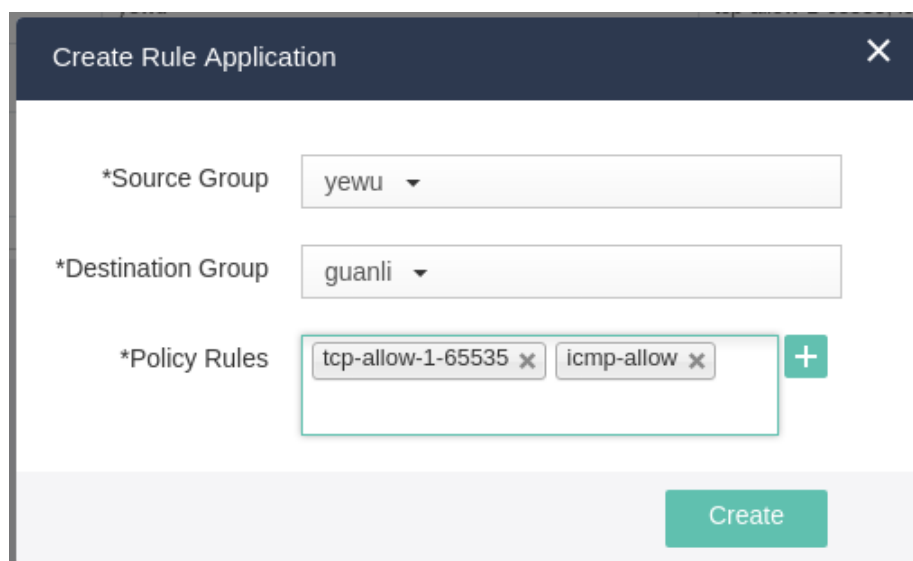 Create Rule Application
*Source Group yewu
*Destination Group guanli
*Policy Rules tcp-allow-1-65535 icmp-allow
Create